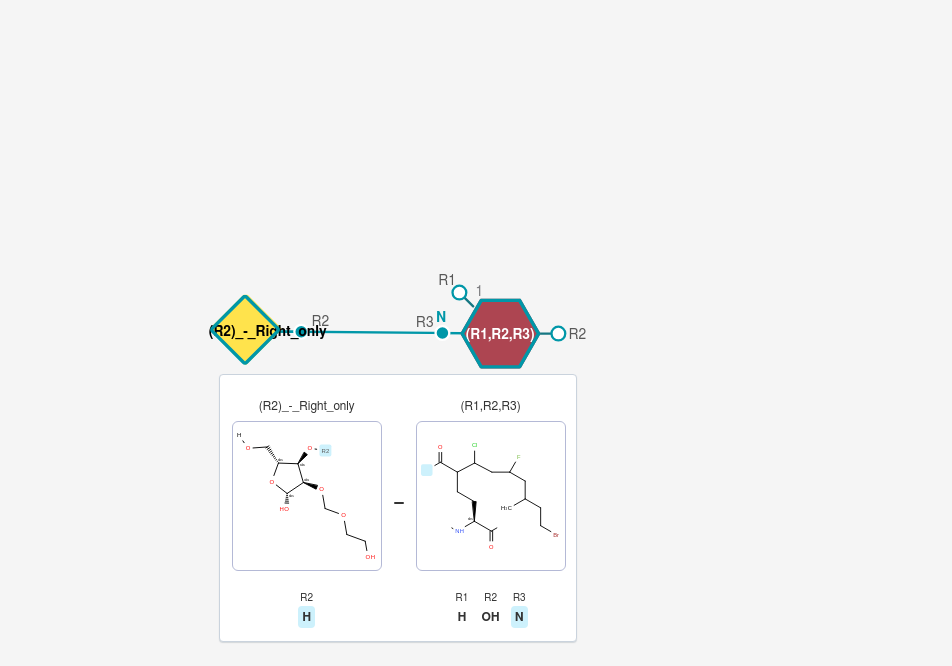 R1
1
R2
R3
N
(R2)_-_Right_only
(R1,R2,R3)
R2
(R2)_-_Right_only
(R1,R2,R3)
H
O
O
R2
O
HO
O
O
OH
–
O
Cl
F
H₃C
NH
O
Br
R2
H
R1
R2
R3
H
OH
N